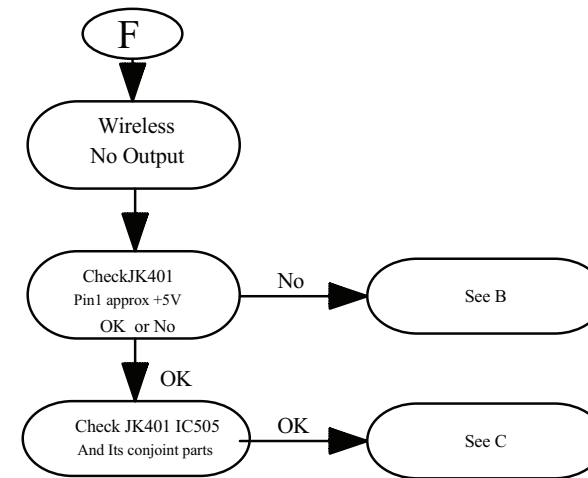 F
Wireless
No Output
CheckJK401
Pin1 approx +5V
OK or No
No
See B
OK
Check JK401 IC505
And Its conjoint parts
OK
See C